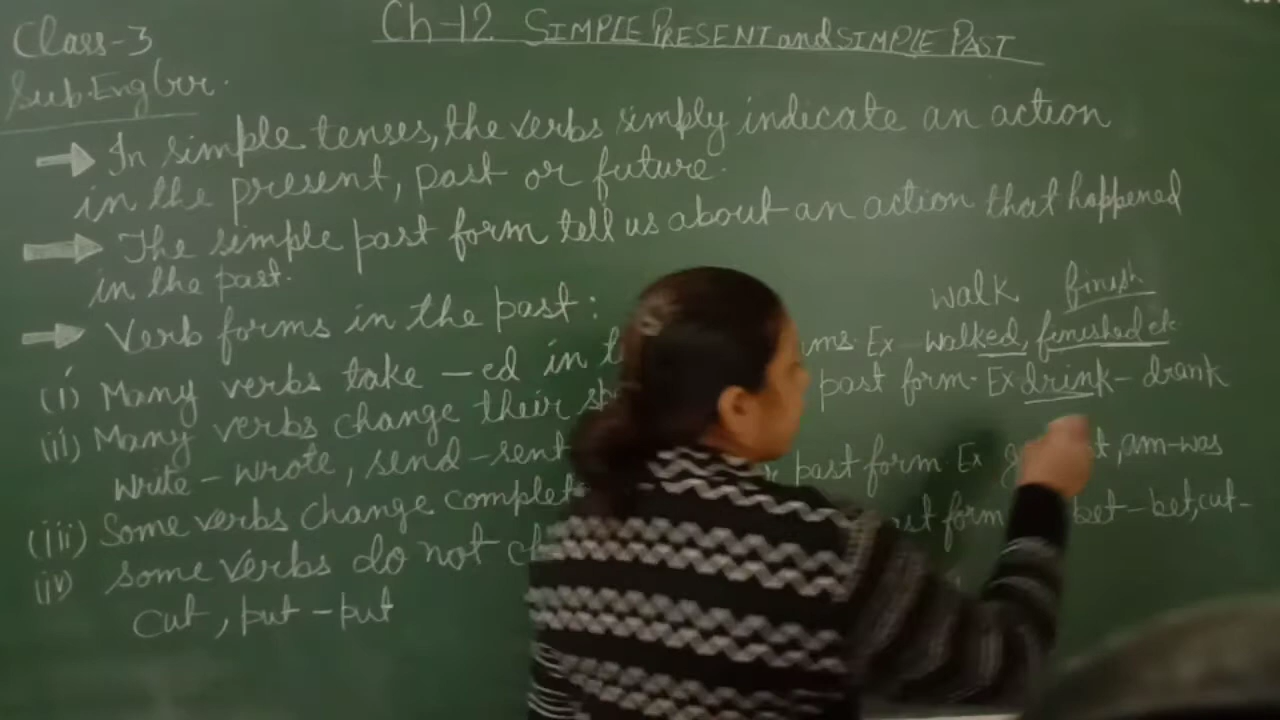 Class-3
Ch-12 SIMPLE PRESENT and SIMPLE PAST
Sub. Eng Gr.
In simple tenses, the verbs simply indicate an action
in the present, past or future.
The simple past form tell us about an action that happened
in the past.
Verb forms in the past:
walk finish
(i) Many verbs take -ed in Ex walked, finished etc.
(ii) Many verbs change their past form. Ex drink - drank
write - wrote, send - sent
(iii) Some verbs change past form Ex am-was
(iv) some verbs do not form bet - bet, cut -
cut, put - put